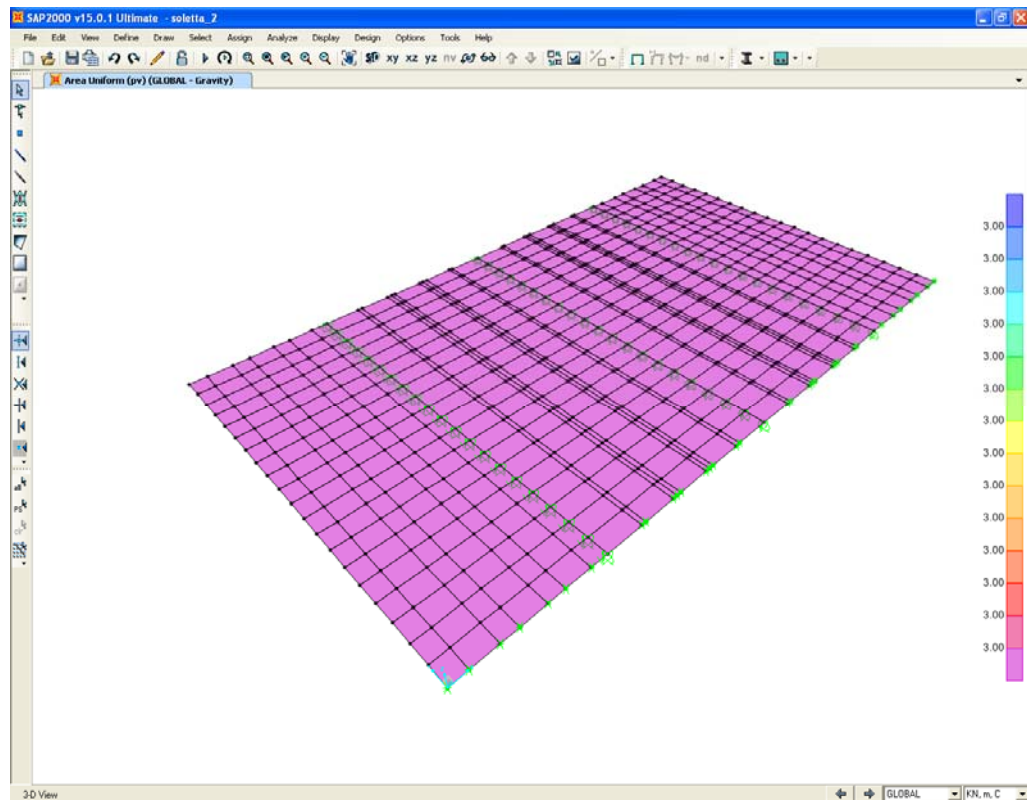 SAP2000 v15.0.1 Ultimate - soletta_2
File Edit View Define Draw Select Assign Analyze Display Design Options Tools Help
xy xz yz nv nd
Area Uniform (pv) (GLOBAL - Gravity)
3.00
3.00
3.00
3.00
3.00
3.00
3.00
3.00
3.00
3.00
3.00
3.00
3.00
3.00
3-D View
GLOBAL
KN, m, C